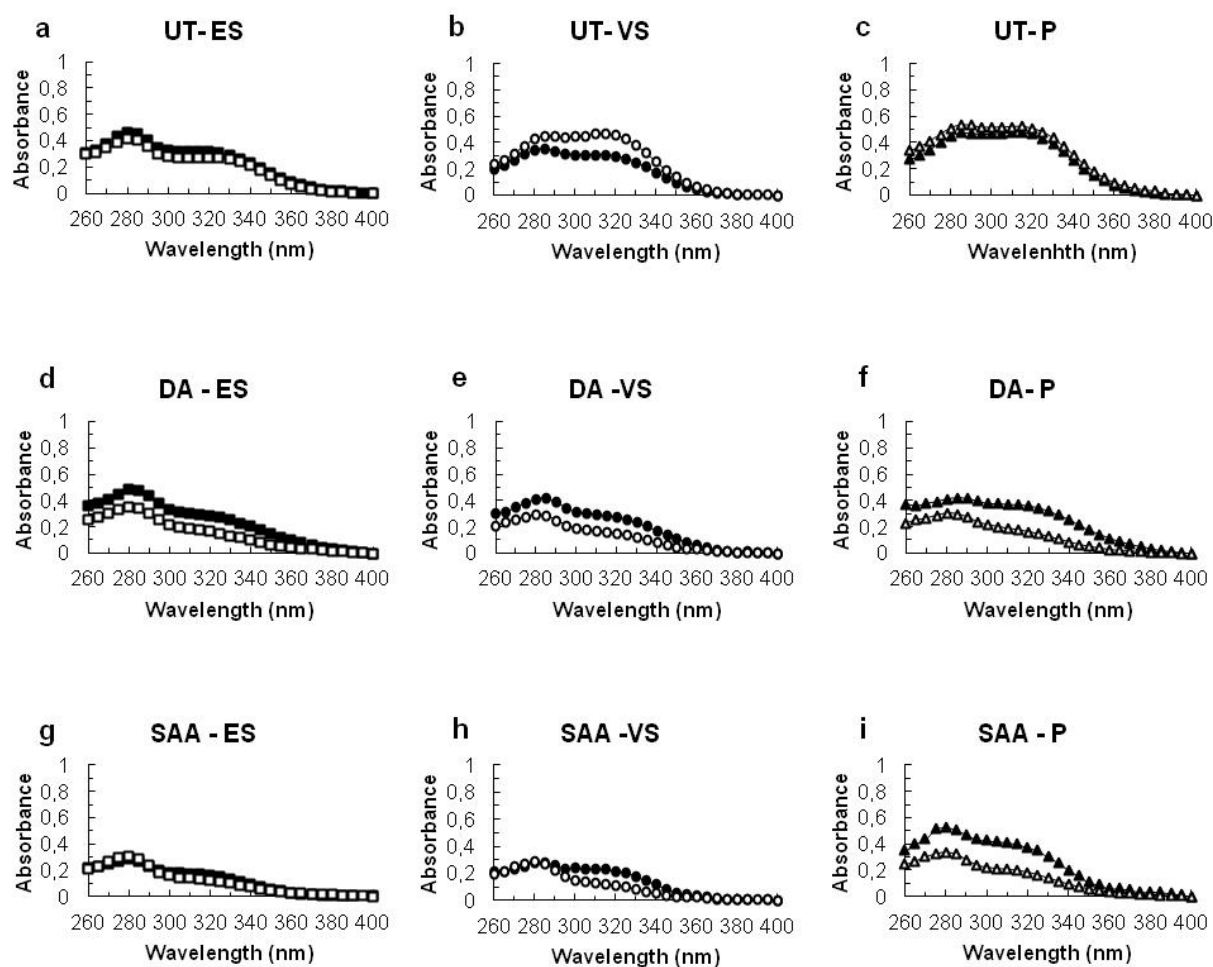 a UT- ES
1
0,8
0,6
0,4
0,2
0
Absorbance
260 280 300 320 340 360 380 400
Wavelength (nm)
b UT- VS
1
0,8
0,6
0,4
0,2
0
Absorbance
260 280 300 320 340 360 380 400
Wavelength (nm)
c UT- P
1
0,8
0,6
0,4
0,2
0
Absorbance
260 280 300 320 340 360 380 400
Wavelenhth (nm)
d DA - ES
1
0,8
0,6
0,4
0,2
0
Absorbance
260 280 300 320 340 360 380 400
Wavelength (nm)
e DA -VS
1
0,8
0,6
0,4
0,2
0
Absorbance
260 280 300 320 340 360 380 400
Wavelength (nm)
f DA- P
1
0,8
0,6
0,4
0,2
0
Absorbance
260 280 300 320 340 360 380 400
Wavelength (nm)
g SAA - ES
1
0,8
0,6
0,4
0,2
0
Absorbance
260 280 300 320 340 360 380 400
Wavelength (nm)
h SAA -VS
1
0,8
0,6
0,4
0,2
0
Absorbance
260 280 300 320 340 360 380 400
Wavelength (nm)
i SAA - P
1
0,8
0,6
0,4
0,2
0
Absorbance
260 280 300 320 340 360 380 400
Wavelength (nm)